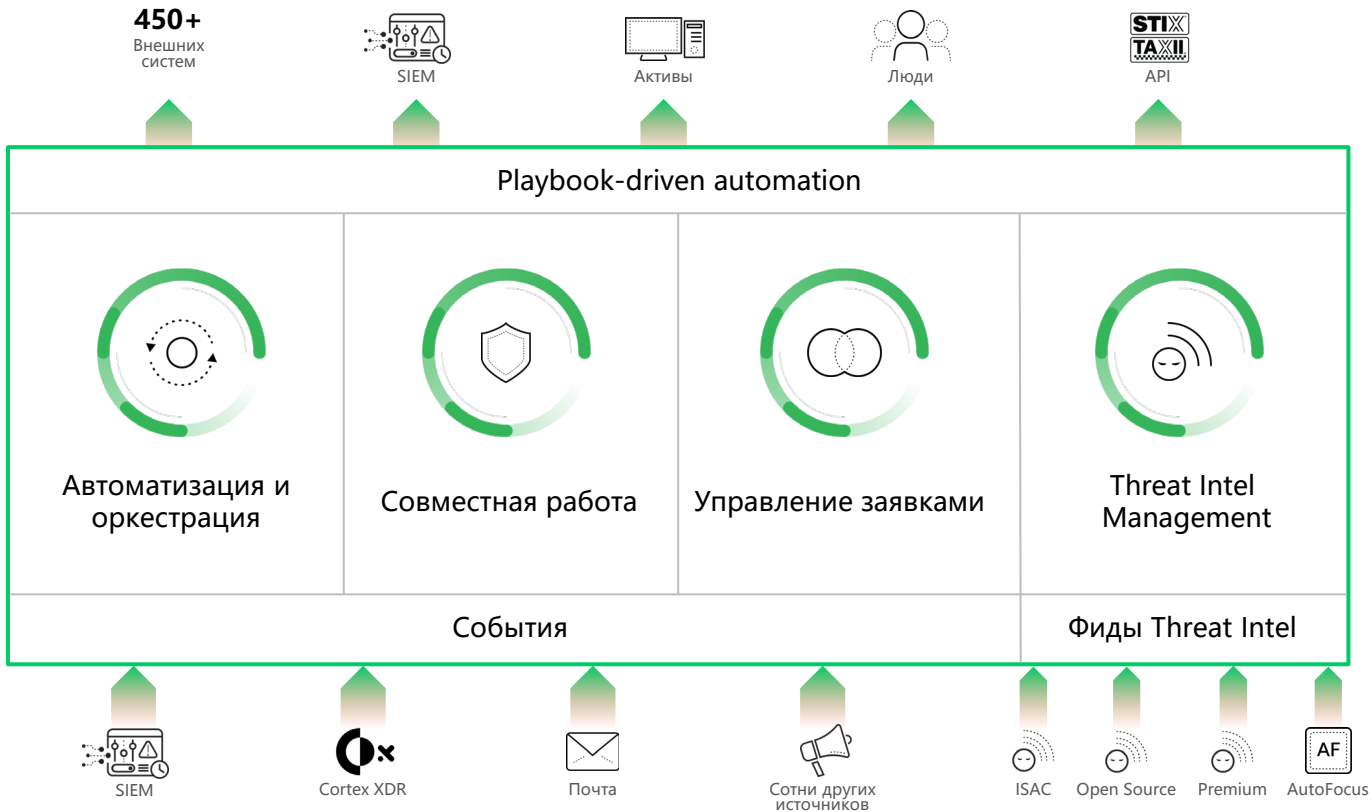 450+
Внешних
систем
SIEM
Активы
Люди
STIX
TAXII
API
Playbook-driven automation
Автоматизация и
оркестрация
Совместная работа
Управление заявками
Threat Intel
Management
События
Фиды Threat Intel
SIEM
Cortex XDR
Почта
Сотни других
источников
ISAC
Open Source
Premium
AF
AutoFocus